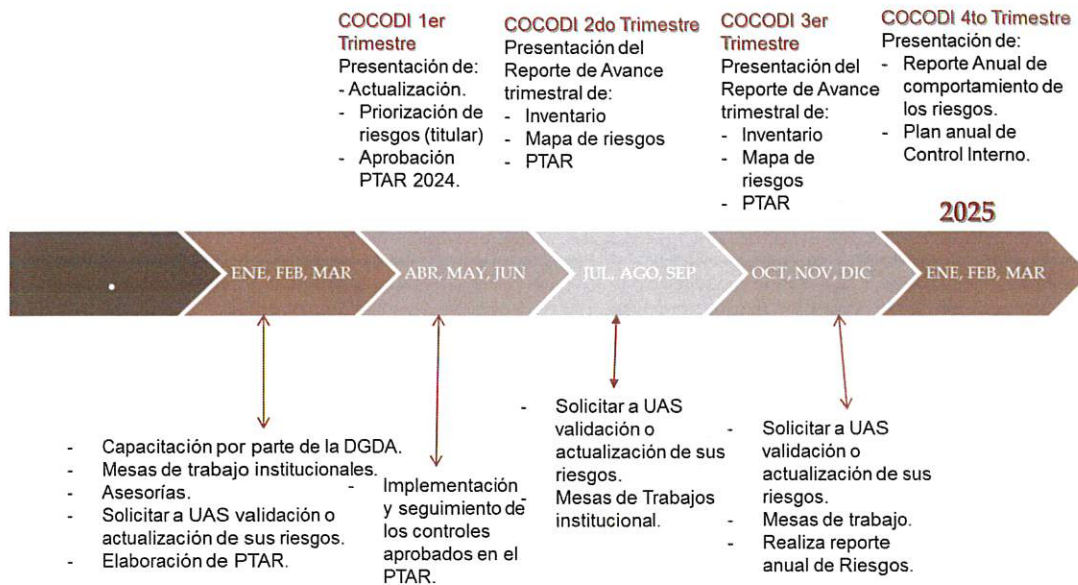 COCODI 1er
Trimestre
Presentación de:
- Actualización.
- Priorización de
riesgos (titular)
- Aprobación
PTAR 2024.
COCODI 2do Trimestre
Presentación del
Reporte de Avance
trimestral de:
- Inventario
- Mapa de riesgos
- PTAR
COCODI 3er
Trimestre
Presentación del
Reporte de Avance
trimestral de:
- Inventario
- Mapa de
riesgos
- PTAR
COCODI 4to Trimestre
Presentación de:
- Reporte Anual de
comportamiento de
los riesgos.
- Plan anual de
Control Interno.
2025
ENE, FEB, MAR
ABR, MAY, JUN
JUL, AGO, SEP
OCT, NOV, DIC
ENE, FEB, MAR
- Capacitación por parte de la DGDA.
- Mesas de trabajo institucionales.
- Asesorías.
- Solicitar a UAS validación o
actualización de sus riesgos.
- Elaboración de PTAR.
- Implementación
y seguimiento de
los controles
aprobados en el
PTAR.
- Solicitar a UAS
validación o
actualización de sus
riesgos.
- Mesas de Trabajos
institucional.
- Solicitar a UAS
validación o
actualización de sus
riesgos.
- Mesas de trabajo.
- Realiza reporte
anual de Riesgos.